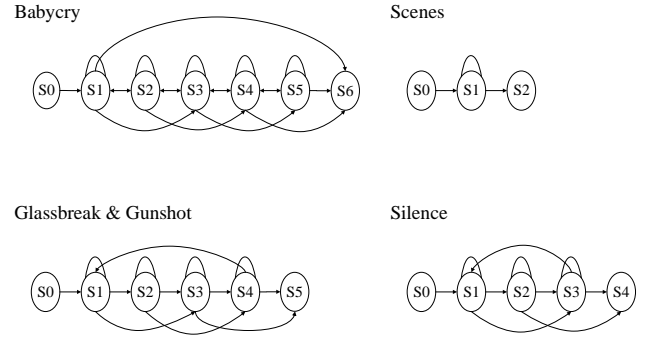 Babycry
S0 S1 S2 S3 S4 S5 S6
Scenes
S0 S1 S2
Glassbreak & Gunshot
S0 S1 S2 S3 S4 S5
Silence
S0 S1 S2 S3 S4